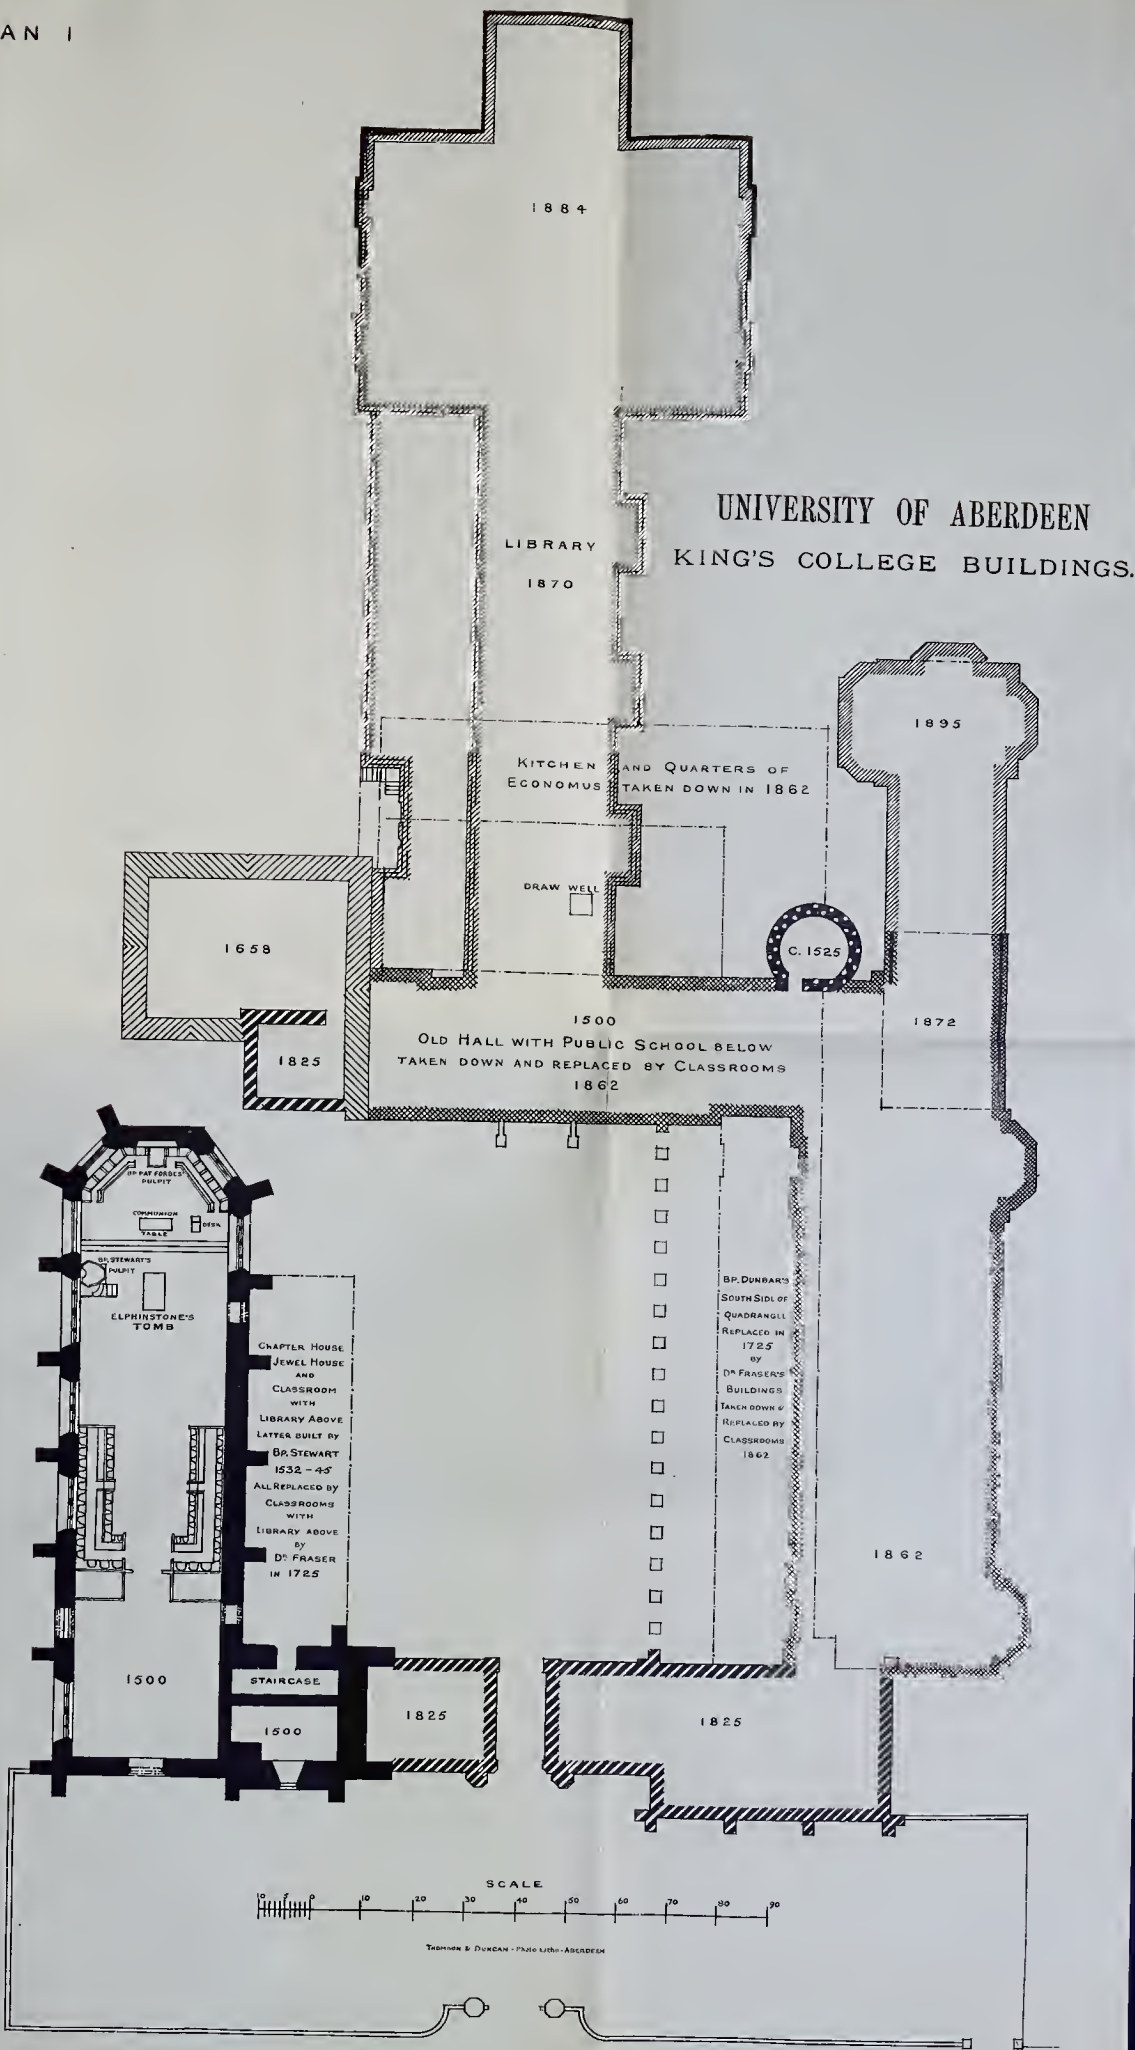 AN 1
1884
UNIVERSITY OF ABERDEEN
KING'S COLLEGE BUILDINGS.
LIBRARY
1870
1895
KITCHEN AND QUARTERS OF
ECONOMUS TAKEN DOWN IN 1862
DRAW WELL
1658
C. 1525
1500
OLD HALL WITH PUBLIC SCHOOL BELOW
TAKEN DOWN AND REPLACED BY CLASSROOMS
1862
1872
1825
BP. PAT FORBES'
PULPIT
COMMUNION
TABLE
DESK
BP. STEWART'S
PULPIT
ELPHINSTONE'S
TOMB
CHAPTER HOUSE
JEWEL HOUSE
AND
CLASSROOM
WITH
LIBRARY ABOVE
LATTER BUILT BY
BP. STEWART
1532-45
ALL REPLACED BY
CLASSROOMS
WITH
LIBRARY ABOVE
BY
DR. FRASER
IN 1725
BP. DUNBAR'S
SOUTH SIDE OF
QUADRANGLE
REPLACED IN
1725
BY
DR. FRASER'S
BUILDINGS
TAKEN DOWN &
REPLACED BY
CLASSROOMS
1862
1862
1500
STAIRCASE
1500
1825
1825
SCALE
10 5 0 10 20 30 40 50 60 70 80 90
THOMSON & DUNCAN - PHOTO LITHO - ABERDEEN